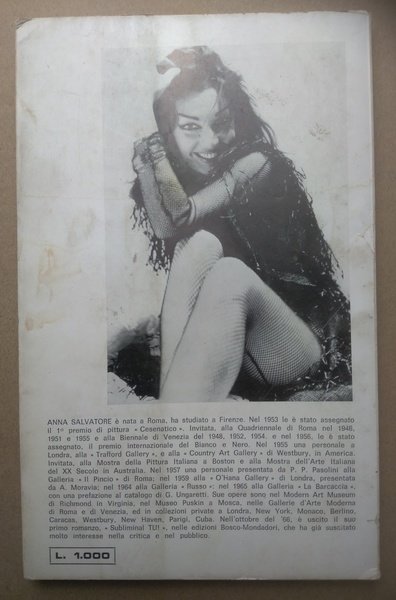 ANNA SALVATORE è nata a Roma, ha studiato a Firenze. Nel 1953 le è stato assegnato
il 1º premio di pittura « Cesenatico ». Invitata, alla Quadriennale di Roma nel 1948,
1951 e 1955 e alla Biennale di Venezia del 1948, 1952, 1954; e nel 1956, le è stato
assegnato, il premio internazionale del Bianco e Nero. Nel 1955 una personale a
Londra, alla « Trafford Gallery », e alla « Country Art Gallery » di Westbury, in America.
Invitata, alla Mostra della Pittura Italiana a Boston e alla Mostra dell'Arte Italiana
del XX Secolo in Australia. Nel 1957 una personale presentata da P. P. Pasolini alla
Galleria « Il Pincio » di Roma; nel 1959 alla « O'Hana Gallery » di Londra, presentata
da A. Moravia; nel 1964 alla Galleria « Russo »: nel 1965 alla Galleria « La Barcaccia »,
con una prefazione al catalogo di G. Ungaretti. Sue opere sono nel Modern Art Museum
di Richmond in Virginia, nel Museo Puskin a Mosca, nelle Gallerie d'Arte Moderna
di Roma e di Venezia, ed in collezioni private a Londra, New York, Monaco, Berlino,
Caracas, Westbury, New Haven, Parigi, Cuba. Nell'ottobre del '66, è uscito il suo
primo romanzo, « Subliminal TU! », nelle edizioni Bosco-Mondadori, che ha già suscitato
molto interesse nella critica e nel pubblico.
L. 1.000